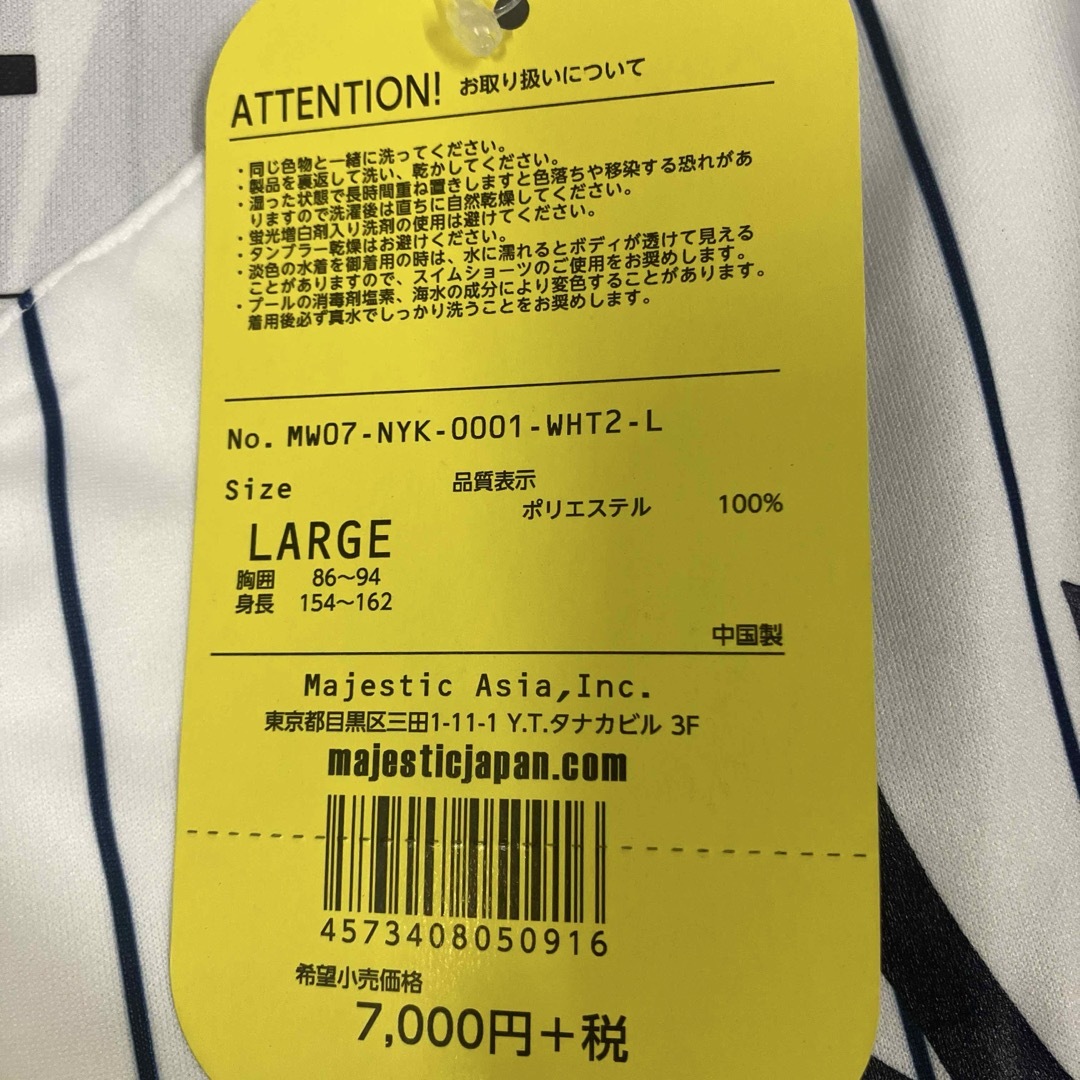 ATTENTION! お取り扱いについて
・同じ色物と一緒に洗ってください。
・製品を裏返して洗い、乾かしてください。
・湿った状態で長時間重ね置きしますと色落ちや移染する恐れがあ
りますので洗濯後は直ちに自然乾燥してください。
・蛍光増白剤入り洗剤の使用は避けてください。
・タンブラー乾燥はお避けください。
・淡色の水着を御着用の時は、水に濡れるとボディが透けて見える
ことがありますので、スイムショーツのご使用をお奨めします。
・プールの消毒剤塩素、海水の成分により変色することがあります。
着用後必ず真水でしっかり洗うことをお奨めします。
No. MW07-NYK-0001-WHT2-L
Size 品質表示
ポリエステル 100%
LARGE
胸囲 86〜94
身長 154〜162
中国製
Majestic Asia,Inc.
東京都目黒区三田1-11-1 Y.T.タナカビル 3F
majesticjapan.com
4573408050916
希望小売価格
7,000円＋税